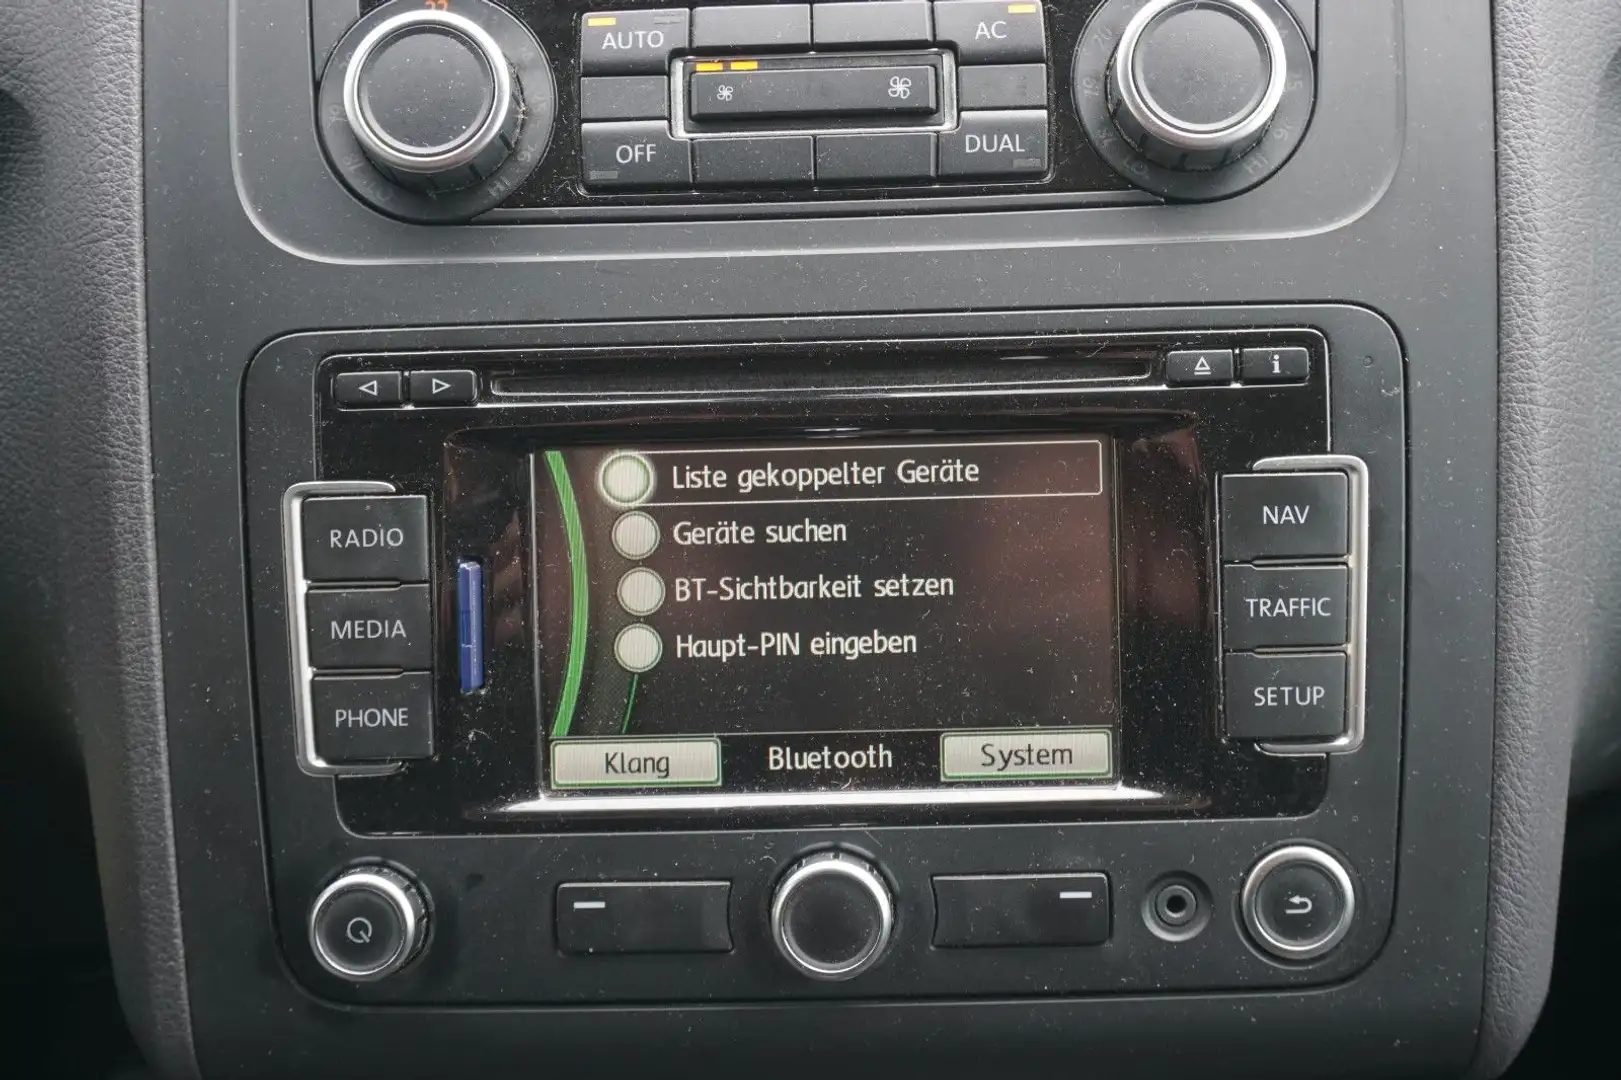 AUTO
AC
OFF
DUAL
RADIO
MEDIA
PHONE
Liste gekoppelter Geräte
Geräte suchen
BT-Sichtbarkeit setzen
Haupt-PIN eingeben
Klang
Bluetooth
System
NAV
TRAFFIC
SETUP
i